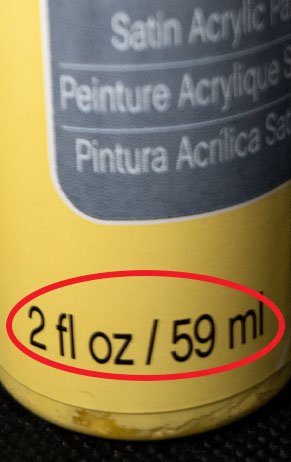 Satin Acrylic
Peinture Acrylique
Pintura Acrílica
2 fl oz / 59 ml